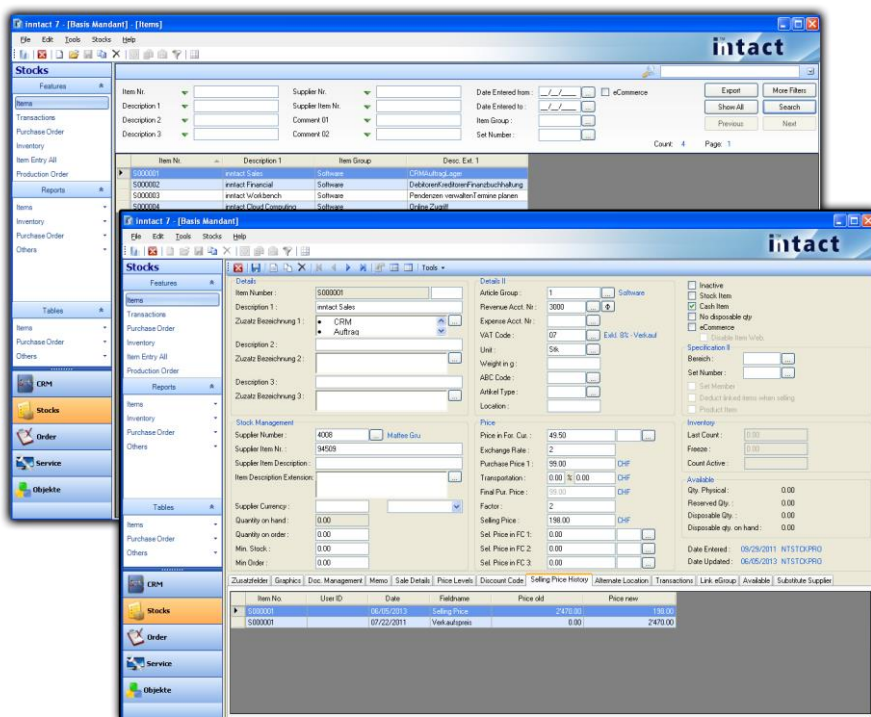 inntact 7 - [Basis Mandant] - [Items]
File Edit Tools Stocks Help
intact
Stocks
Features
Items
Transactions
Purchase Order
Inventory
Item Entry All
Production Order
Reports
Items
Inventory
Purchase Order
Others
Tables
Items
Purchase Order
Others
CRM
Stocks
Order
Service
Objekte
Item Nr. Supplier Nr. Date Entered from : __/__/____ ... eCommerce Export More Filters
Description 1 Supplier Item Nr. Date Entered to : __/__/____ ... Show All Search
Description 2 Comment 01 Item Group : ... Previous Next
Description 3 Comment 02 Set Number : ...
Count: 4 Page: 1
Item Nr. Description 1 Item Group Desc. Ext. 1
S000001 inntact Sales Software CRMAuftragLager
S000002 inntact Financial Software DebitorenKreditorenFinanzbuchhaltung
S000003 inntact Workbench Software Pendenzen verwaltenTermine planen
S000004 inntact Cloud Computing Software Online Zugriff
inntact 7 - [Basis Mandant]
File Edit Tools Stocks Help
intact
Stocks
Features
Items
Transactions
Purchase Order
Inventory
Item Entry All
Production Order
Reports
Items
Inventory
Purchase Order
Others
Tables
Items
Purchase Order
Others
CRM
Stocks
Order
Service
Objekte
Tools
Details
Item Number : S000001
Description 1 : inntact Sales
Zusatz Bezeichnung 1 : • CRM
• Auftrag
Description 2 :
Zusatz Bezeichnung 2 :
Description 3 :
Zusatz Bezeichnung 3 :
Details II
Article Group : 1 ... Software
Revenue Acct. Nr : 3000 ...
Expense Acct. Nr : ...
VAT Code : 07 ... Exkl. 8% - Verkauf
Unit : Stk ...
Weight in g :
ABC Code : ...
Artikel Type : ...
Location :
Inactive
Stock Item
Cash Item
No disposable qty
eCommerce
Disable Item Web
Specification II
Bereich : ...
Set Number : ...
Set Member
Deduct linked items when selling
Product Item
Stock Management
Supplier Number : 4008 ... Mattee Gru
Supplier Item Nr. : 94509
Supplier Item Description :
Item Description Extension:
Supplier Currency :
Quantity on hand : 0.00
Quantity on order : 0.00
Min. Stock : 0.00
Min Order : 0.00
Price
Price in For. Cur. : 49.50 ...
Exchange Rate : 2
Purchase Price 1 : 99.00 CHF
Transportation : 0.00 % 0.00 CHF
Final Pur. Price : 99.00 CHF
Factor : 2
Selling Price : 198.00 CHF
Sel. Price in FC 1: 0.00 ...
Sel. Price in FC 2: 0.00 ...
Sel. Price in FC 3: 0.00 ...
Inventory
Last Count : 0.00
Freeze : 0.00
Count Active :
Available
Qty. Physical : 0.00
Reserved Qty. : 0.00
Disposable Qty. : 0.00
Disposable qty. on hand : 0.00
Date Entered : 09/29/2011 NTSTCKPRO
Date Updated : 06/05/2013 NTSTCKPRO
Zusatzfelder Graphics Doc. Management Memo Sale Details Price Levels Discount Code Selling Price History Alternate Location Transactions Link eGroup Available Substitute Supplier
Item No. User ID Date Fieldname Price old Price new
S000001 06/05/2013 Selling Price 2'470.00 198.00
S000001 07/22/2011 Verkaufspreis 0.00 2'470.00